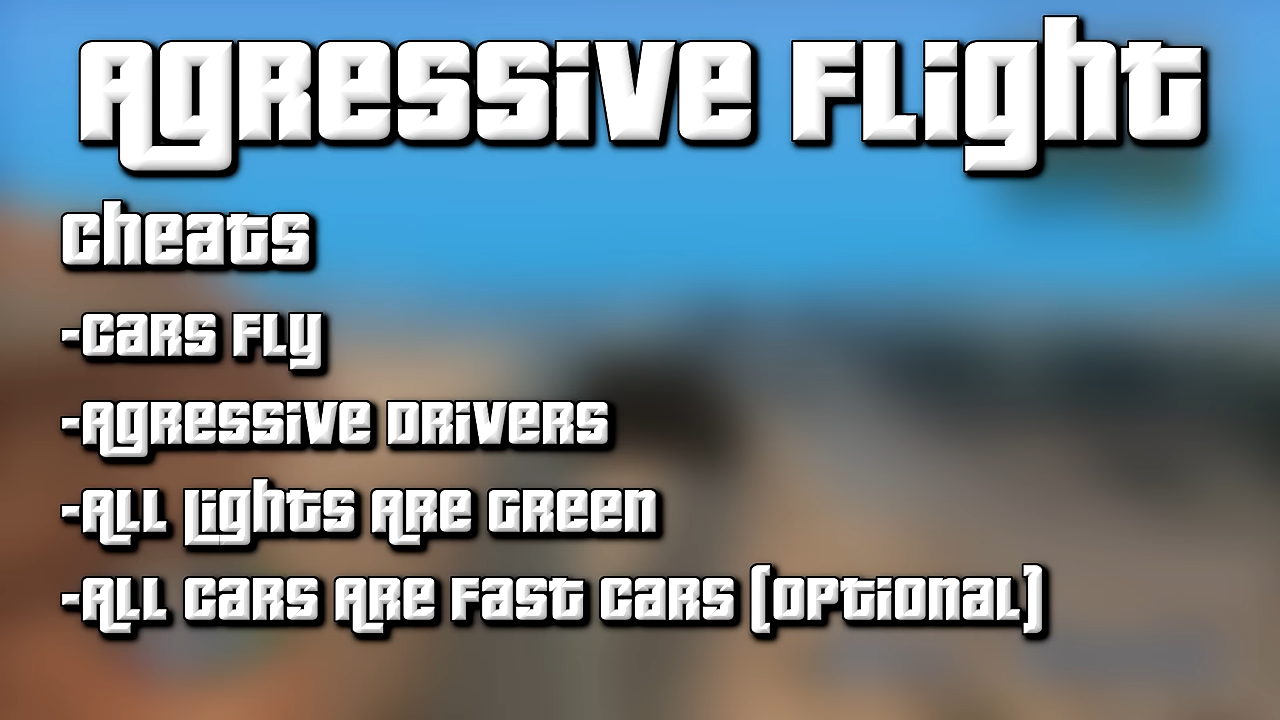 Agressive Flight
Cheats
-Cars Fly
-Agressive Drivers
-All Lights Are Green
-All Cars Are Fast Cars (Optional)